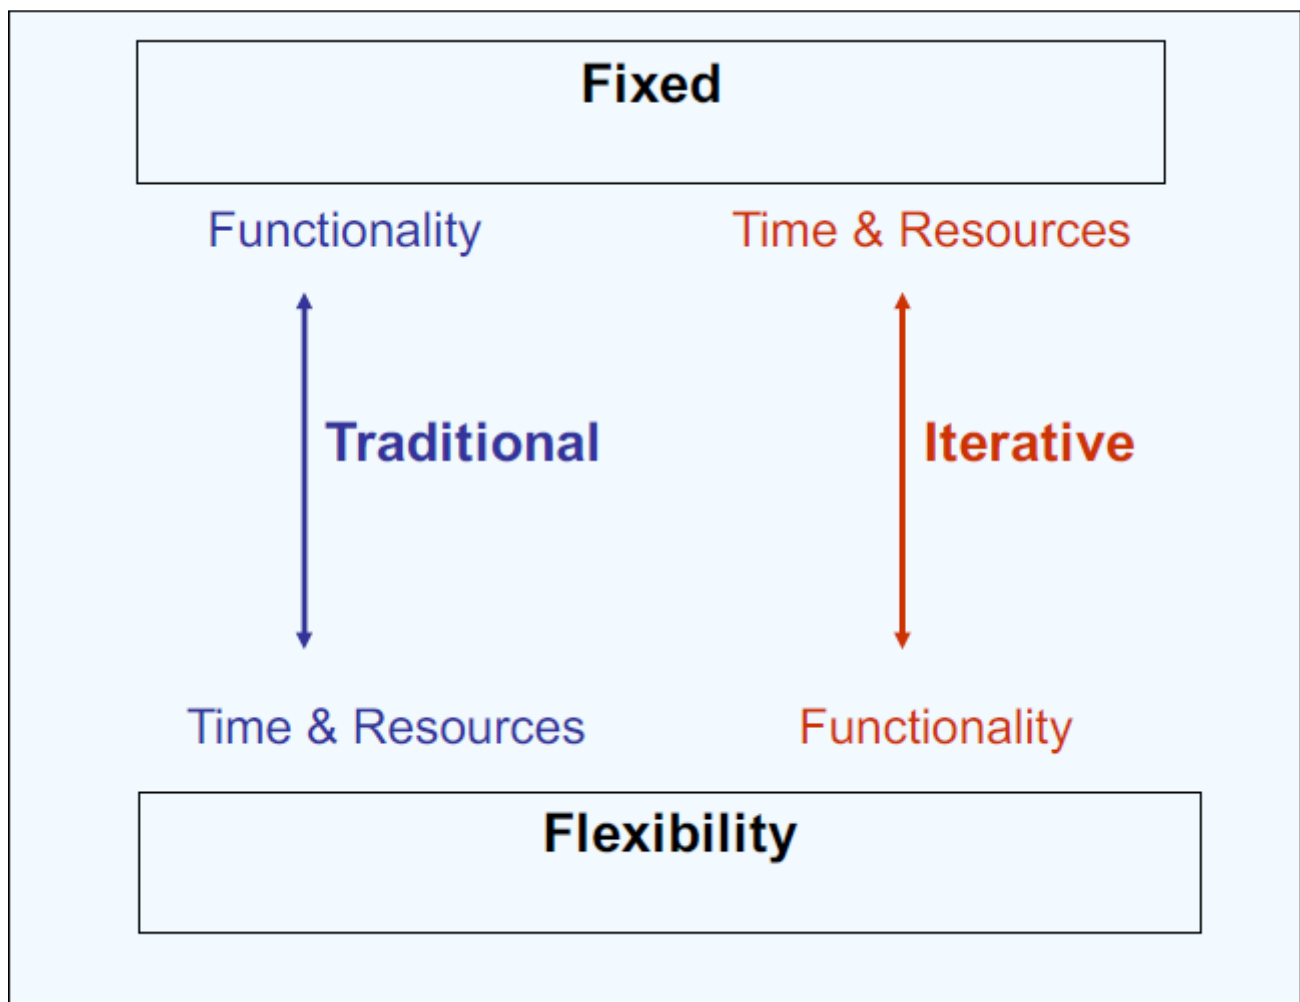 Fixed
Functionality
Time & Resources
Traditional
Iterative
Time & Resources
Functionality
Flexibility